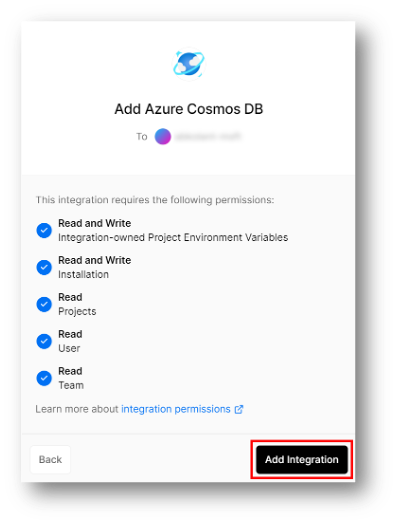 Add Azure Cosmos DB
To
This integration requires the following permissions:
Read and Write
Integration-owned Project Environment Variables
Read and Write
Installation
Read
Projects
Read
User
Read
Team
Learn more about integration permissions
Back
Add Integration